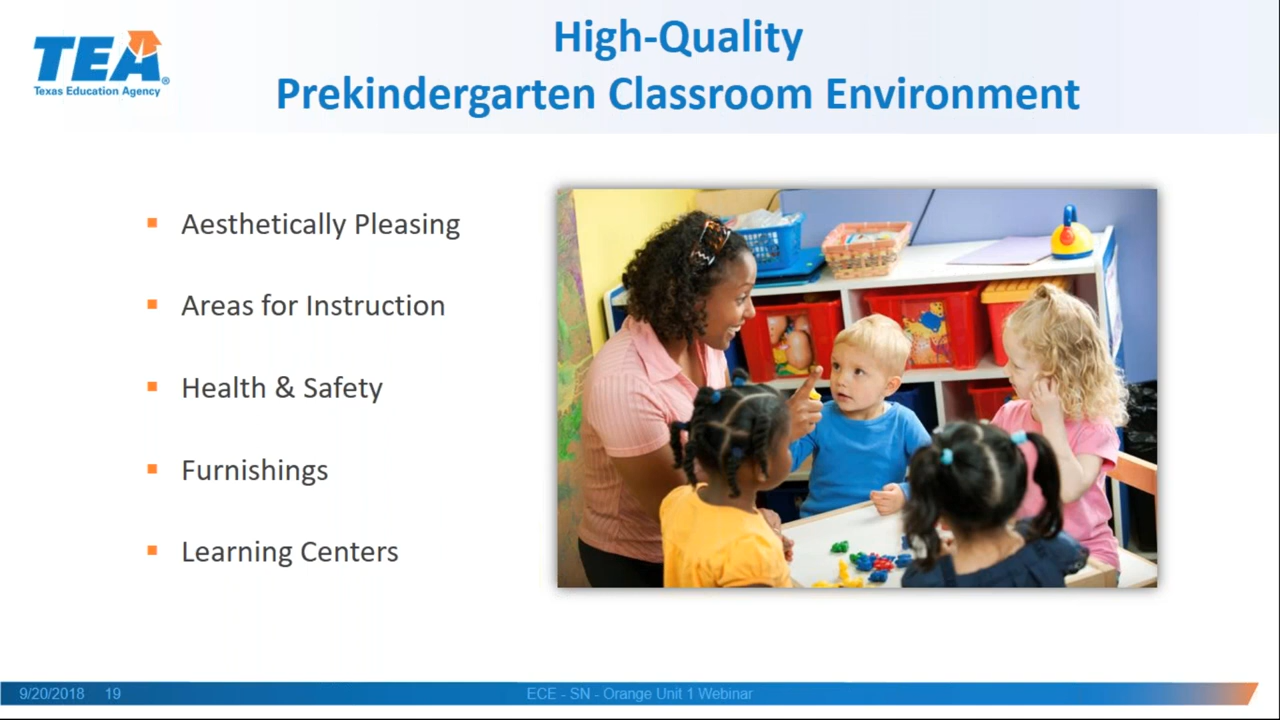 TEA®
Texas Education Agency
High-Quality
Prekindergarten Classroom Environment
Aesthetically Pleasing
Areas for Instruction
Health & Safety
Furnishings
Learning Centers
9/20/2018 19 ECE - SN - Orange Unit 1 Webinar